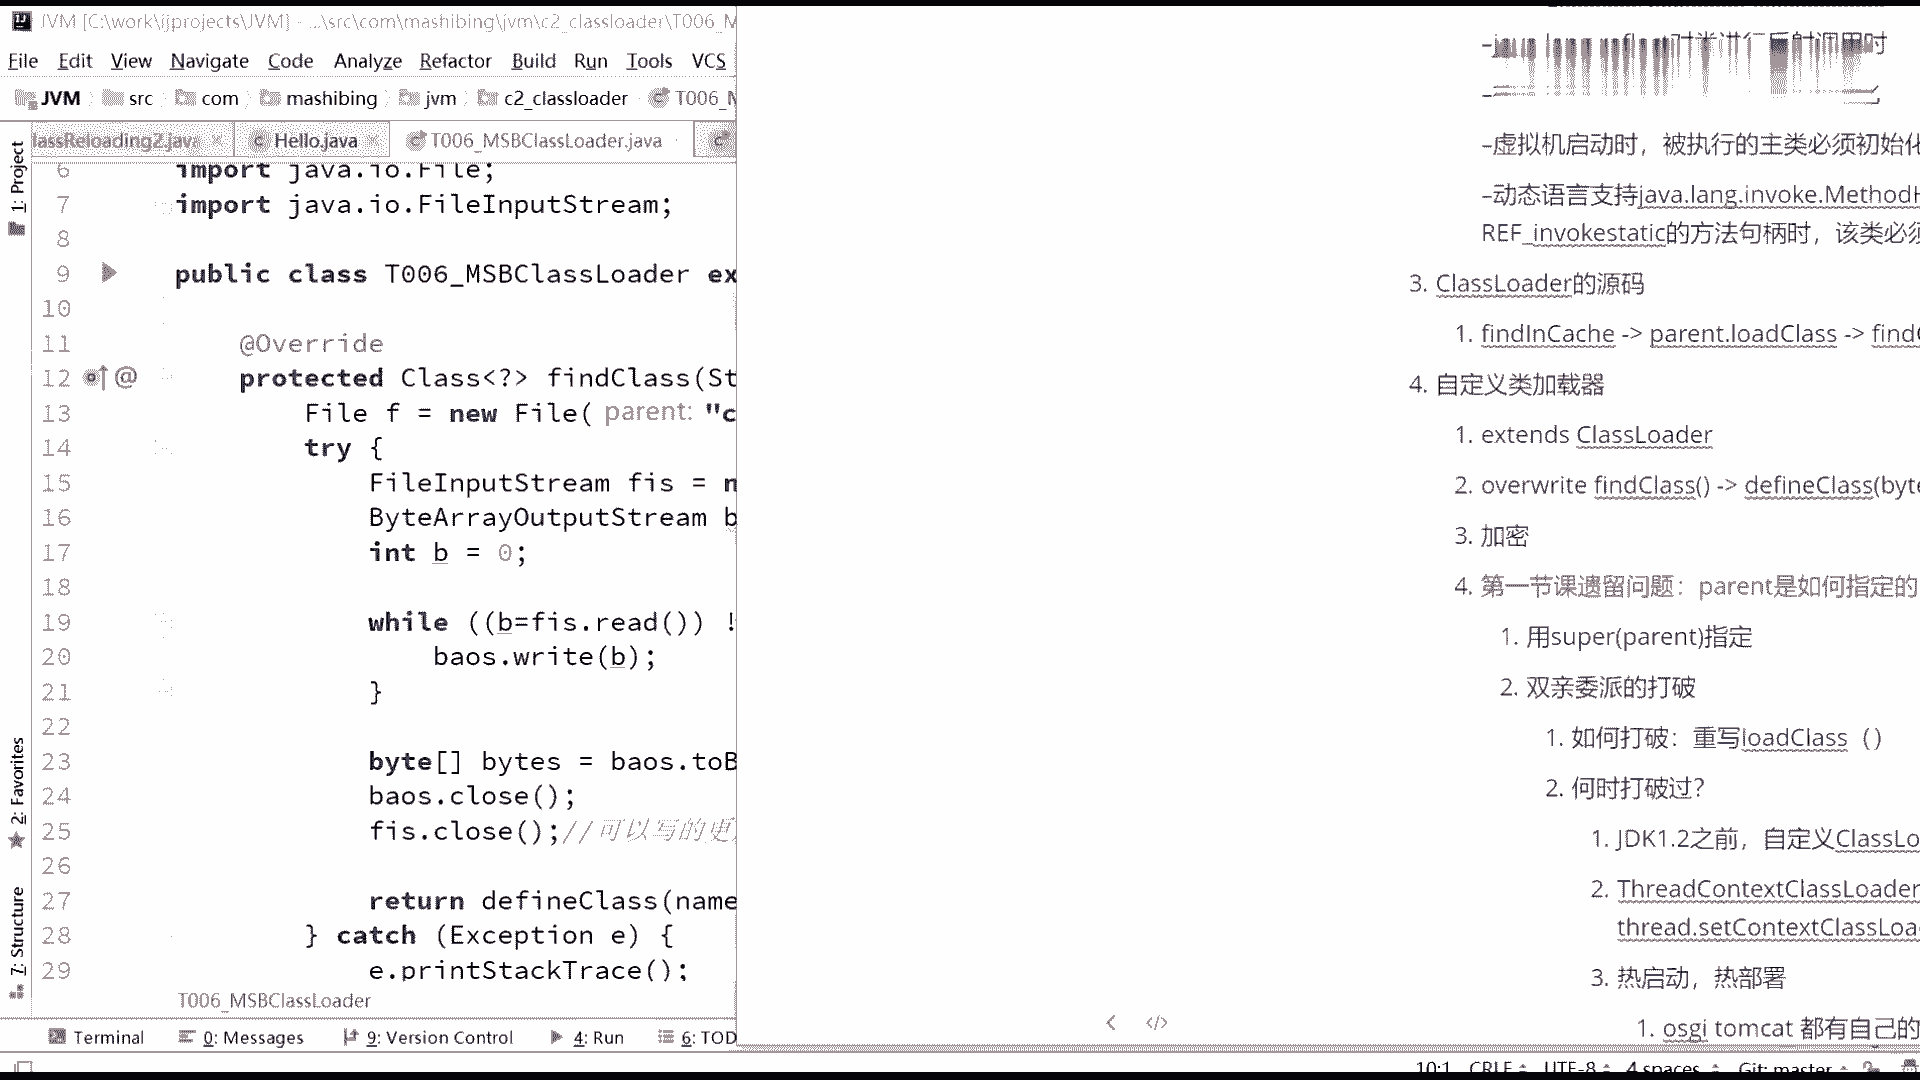 JVM [C:\work\ijprojects\JVM] - ...\src\com\mashibing\jvm\c2_classloader\T006_M
File Edit View Navigate Code Analyze Refactor Build Run Tools VCS
JVM src com mashibing jvm c2_classloader T006_M
lassReloading2.java Hello.java T006_MSBClassLoader.java
1: Project
2: Favorites
7: Structure
6 import java.io.File;
7 import java.io.FileInputStream;
8
9 public class T006_MSBClassLoader ex
10
11 @Override
12 @ protected Class<?> findClass(St
13 File f = new File( parent: "c
14 try {
15 FileInputStream fis = n
16 ByteArrayOutputStream b
17 int b = 0;
18
19 while ((b=fis.read()) !
20 baos.write(b);
21 }
22
23 byte[] bytes = baos.toB
24 baos.close();
25 fis.close();//可以写的更
26
27 return defineClass(name
28 } catch (Exception e) {
29 e.printStackTrace();
T006_MSBClassLoader
Terminal 0: Messages 9: Version Control 4: Run 6: TOD
–虚拟机启动时，被执行的主类必须初始化
–动态语言支持java.lang.invoke.MethodH
REF_invokestatic的方法句柄时，该类必须
3. ClassLoader的源码
1. findInCache -> parent.loadClass -> findC
4. 自定义类加载器
1. extends ClassLoader
2. overwrite findClass() -> defineClass(byte
3. 加密
4. 第一节课遗留问题：parent是如何指定的
1. 用super(parent)指定
2. 双亲委派的打破
1. 如何打破：重写loadClass（）
2. 何时打破过？
1. JDK1.2之前，自定义ClassLo
2. ThreadContextClassLoader
thread.setContextClassLoa
3. 热启动，热部署
1. osgi tomcat 都有自己的
</> 
10:1 CRLF UTF-8 4 spaces Git: master